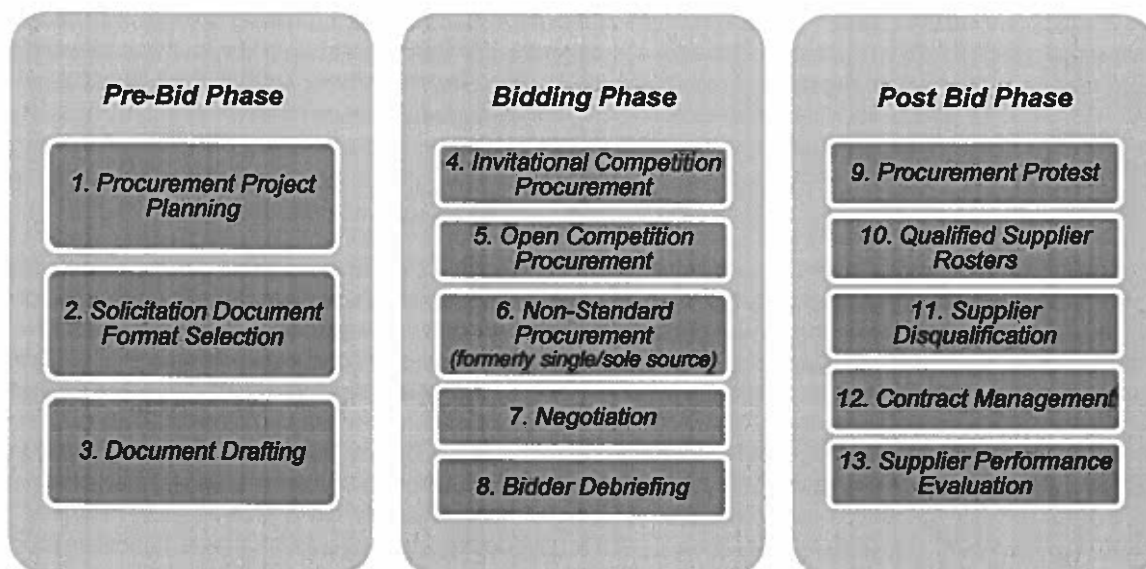 Pre-Bid Phase
1. Procurement Project
Planning
2. Solicitation Document
Format Selection
3. Document Drafting
Bidding Phase
4. Invitational Competition
Procurement
5. Open Competition
Procurement
6. Non-Standard
Procurement
(formerly single/sole source)
7. Negotiation
8. Bidder Debriefing
Post Bid Phase
9. Procurement Protest
10. Qualified Supplier
Rosters
11. Supplier
Disqualification
12. Contract Management
13. Supplier Performance
Evaluation